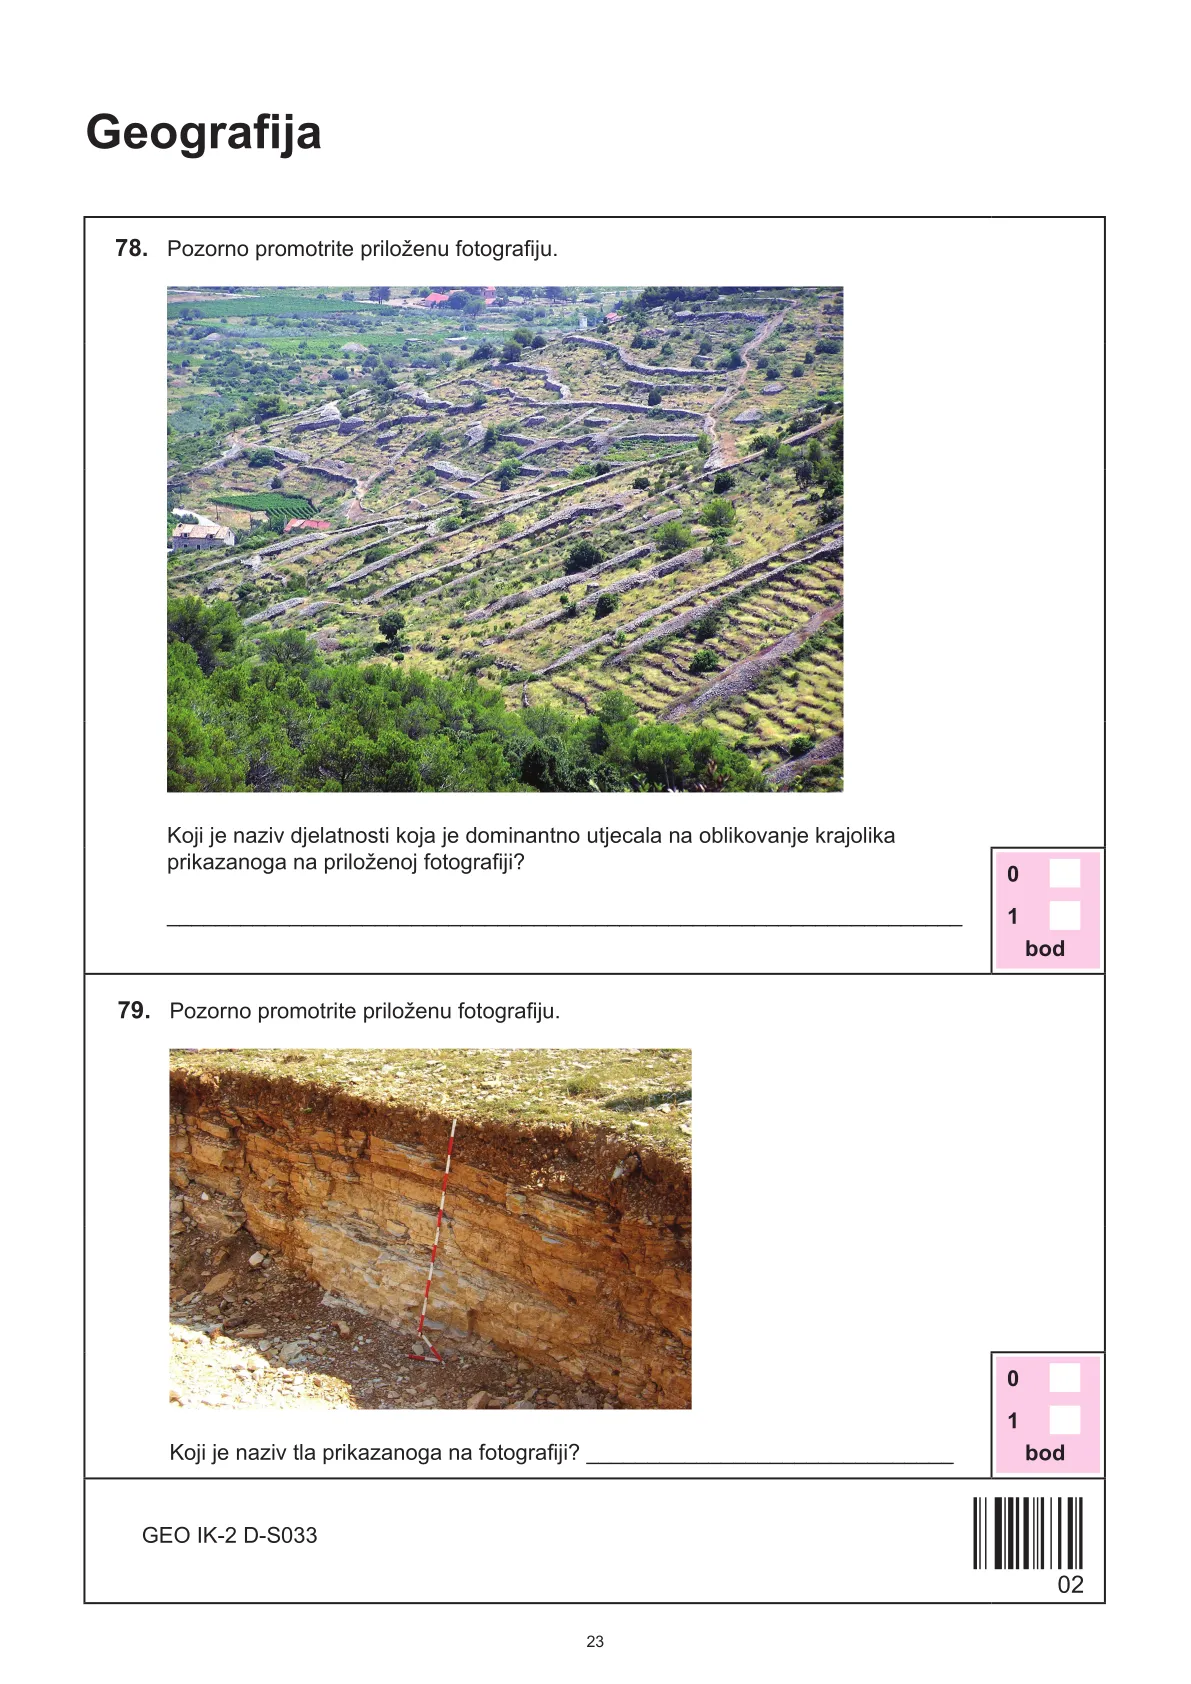 Geografija
78. Pozorno promotrite priloženu fotografiju.
Koji je naziv djelatnosti koja je dominantno utjecala na oblikovanje krajolika
prikazanoga na priloženoj fotografiji?
0
1
bod
79. Pozorno promotrite priloženu fotografiju.
Koji je naziv tla prikazanoga na fotografiji?
0
1
bod
GEO IK-2 D-S033
02
23